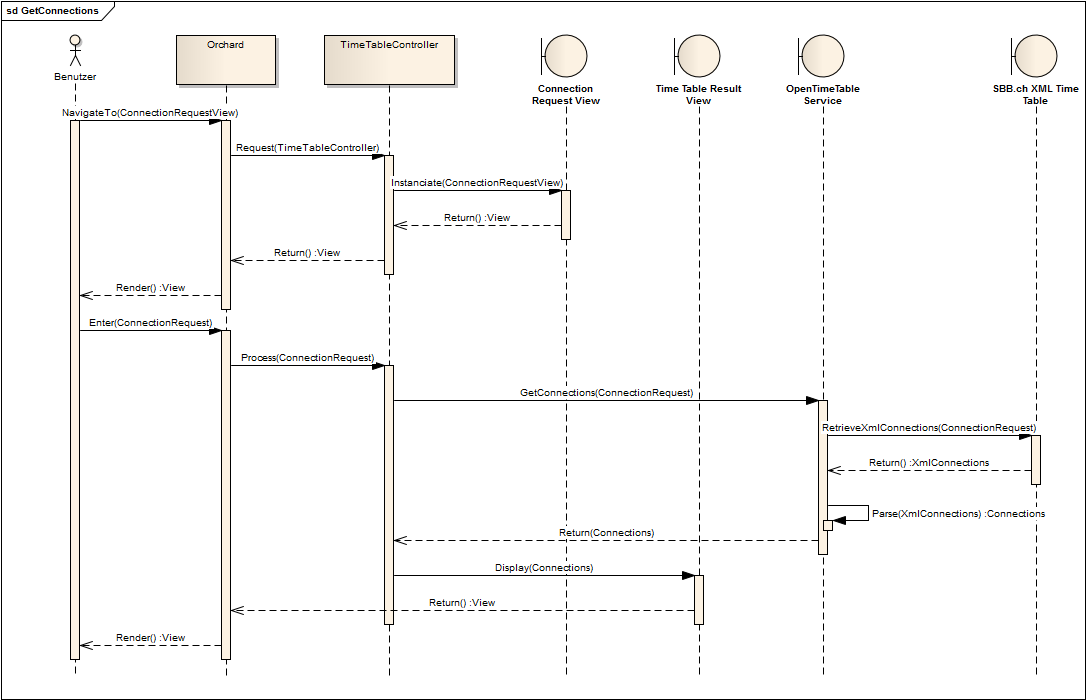 sd GetConnections
Benutzer
Orchard
TimeTableController
Connection
Request View
Time Table Result
View
OpenTimeTable
Service
SBB.ch XML Time
Table
NavigateTo(ConnectionRequestView)
Request(TimeTableController)
Instanciate(ConnectionRequestView)
Return() :View
Return() :View
Render() :View
Enter(ConnectionRequest)
Process(ConnectionRequest)
GetConnections(ConnectionRequest)
RetrieveXmlConnections(ConnectionRequest)
Return() :XmlConnections
Parse(XmlConnections) :Connections
Return(Connections)
Display(Connections)
Return() :View
Render() :View